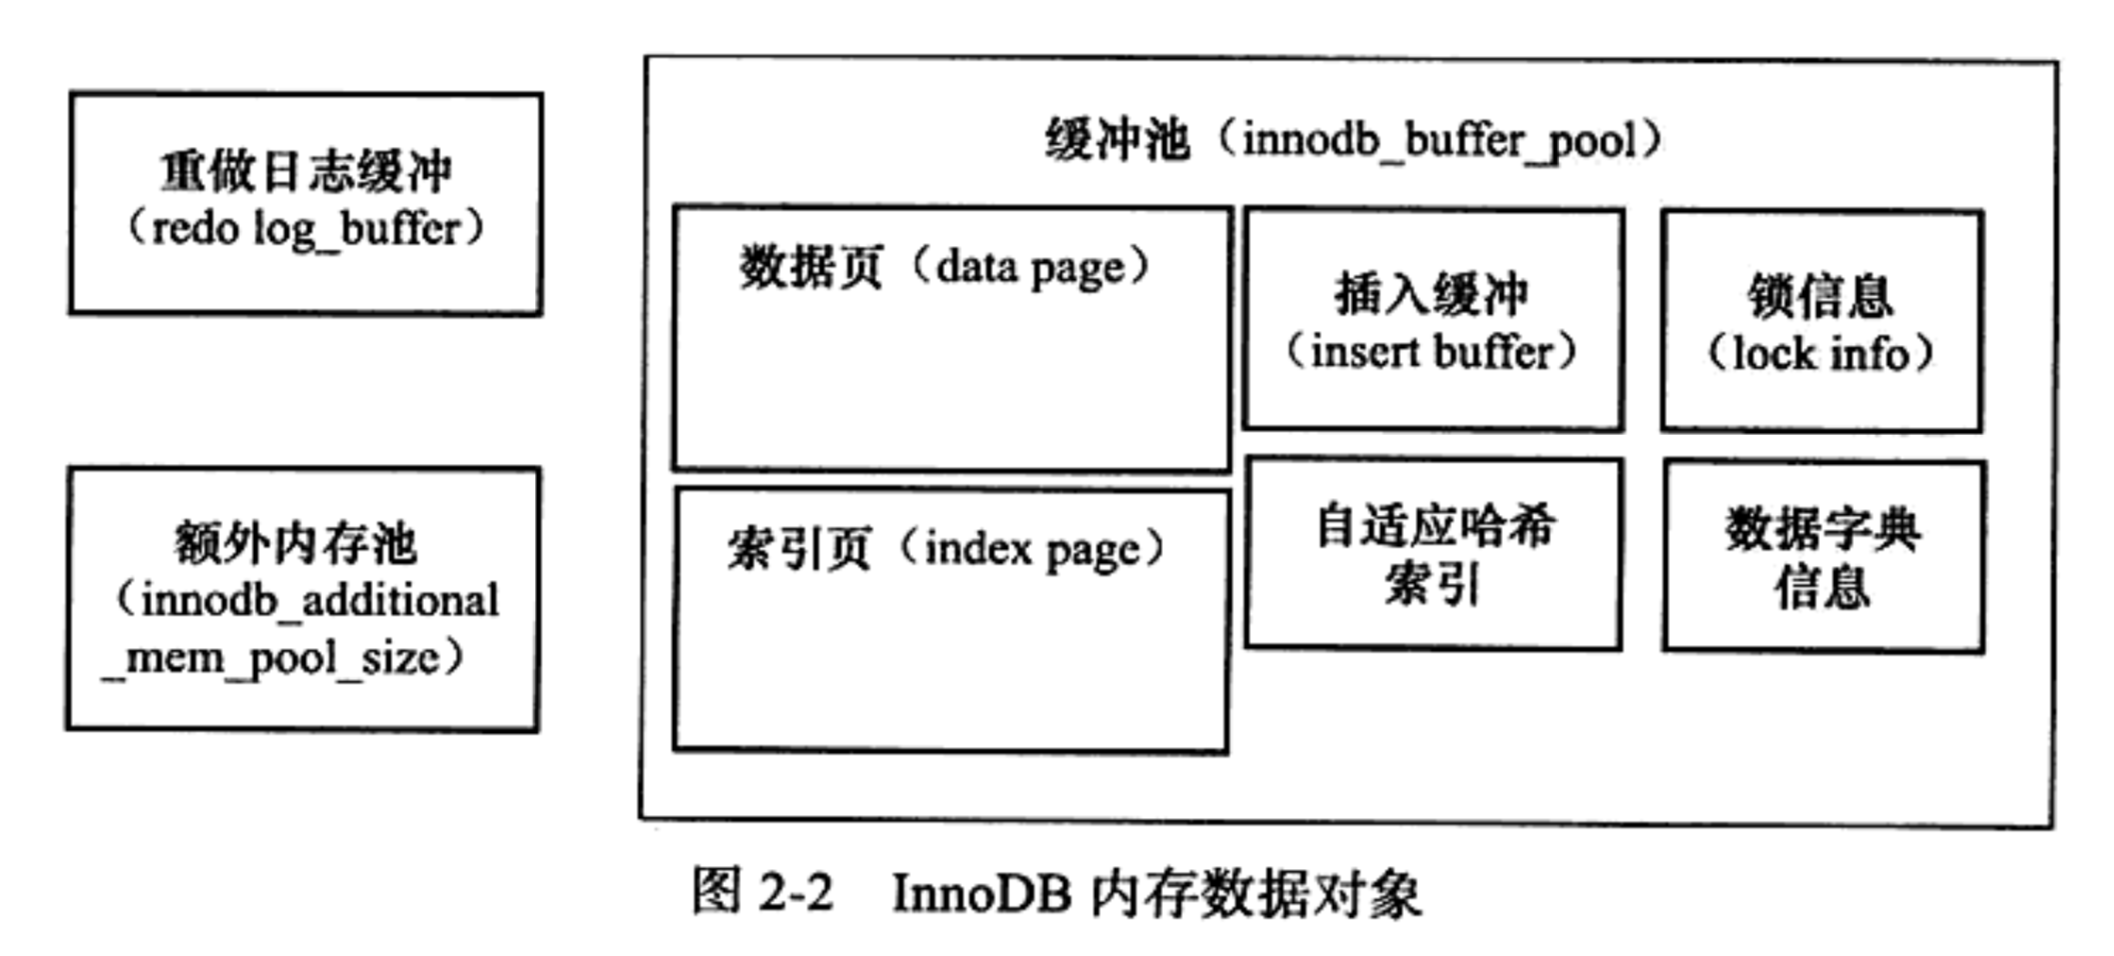 重做日志缓冲
（redo log_buffer）
额外内存池
（innodb_additional
_mem_pool_size）
缓冲池（innodb_buffer_pool）
数据页（data page）
索引页（index page）
插入缓冲
（insert buffer）
自适应哈希
索引
锁信息
（lock info）
数据字典
信息
图 2-2 InnoDB 内存数据对象